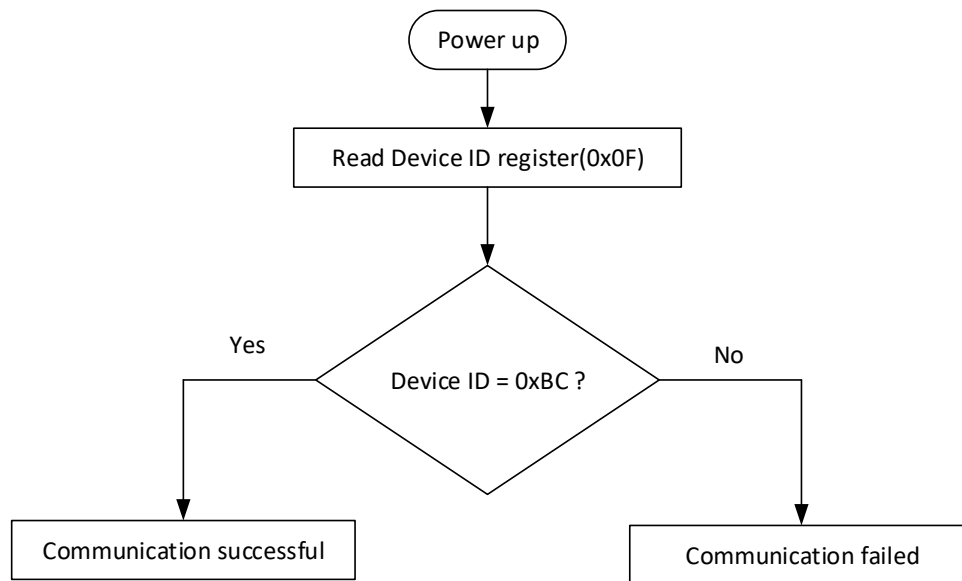 Power up
Read Device ID register(0x0F)
Yes
No
Device ID = 0xBC ?
Communication successful
Communication failed